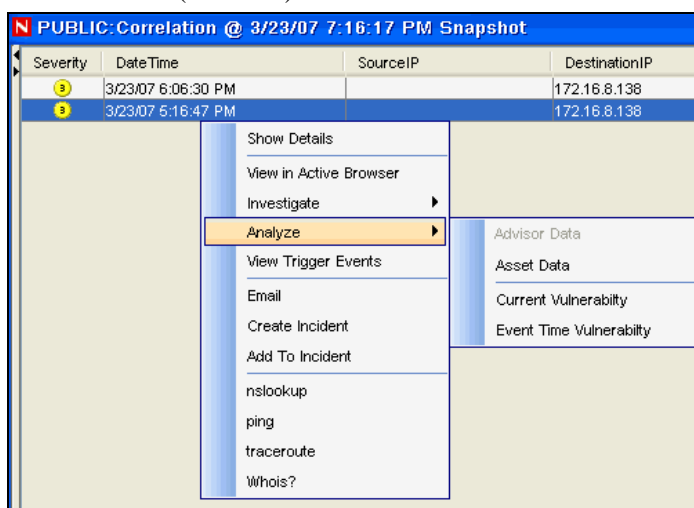 N PUBLIC:Correlation @ 3/23/07 7:16:17 PM Snapshot
Severity DateTime SourceIP DestinationIP
3 3/23/07 6:06:30 PM 172.16.8.138
3 3/23/07 5:16:47 PM 172.16.8.138
Show Details
View in Active Browser
Investigate
Analyze
View Trigger Events
Email
Create Incident
Add To Incident
nslookup
ping
traceroute
Whois?
Advisor Data
Asset Data
Current Vulnerabilty
Event Time Vulnerabilty